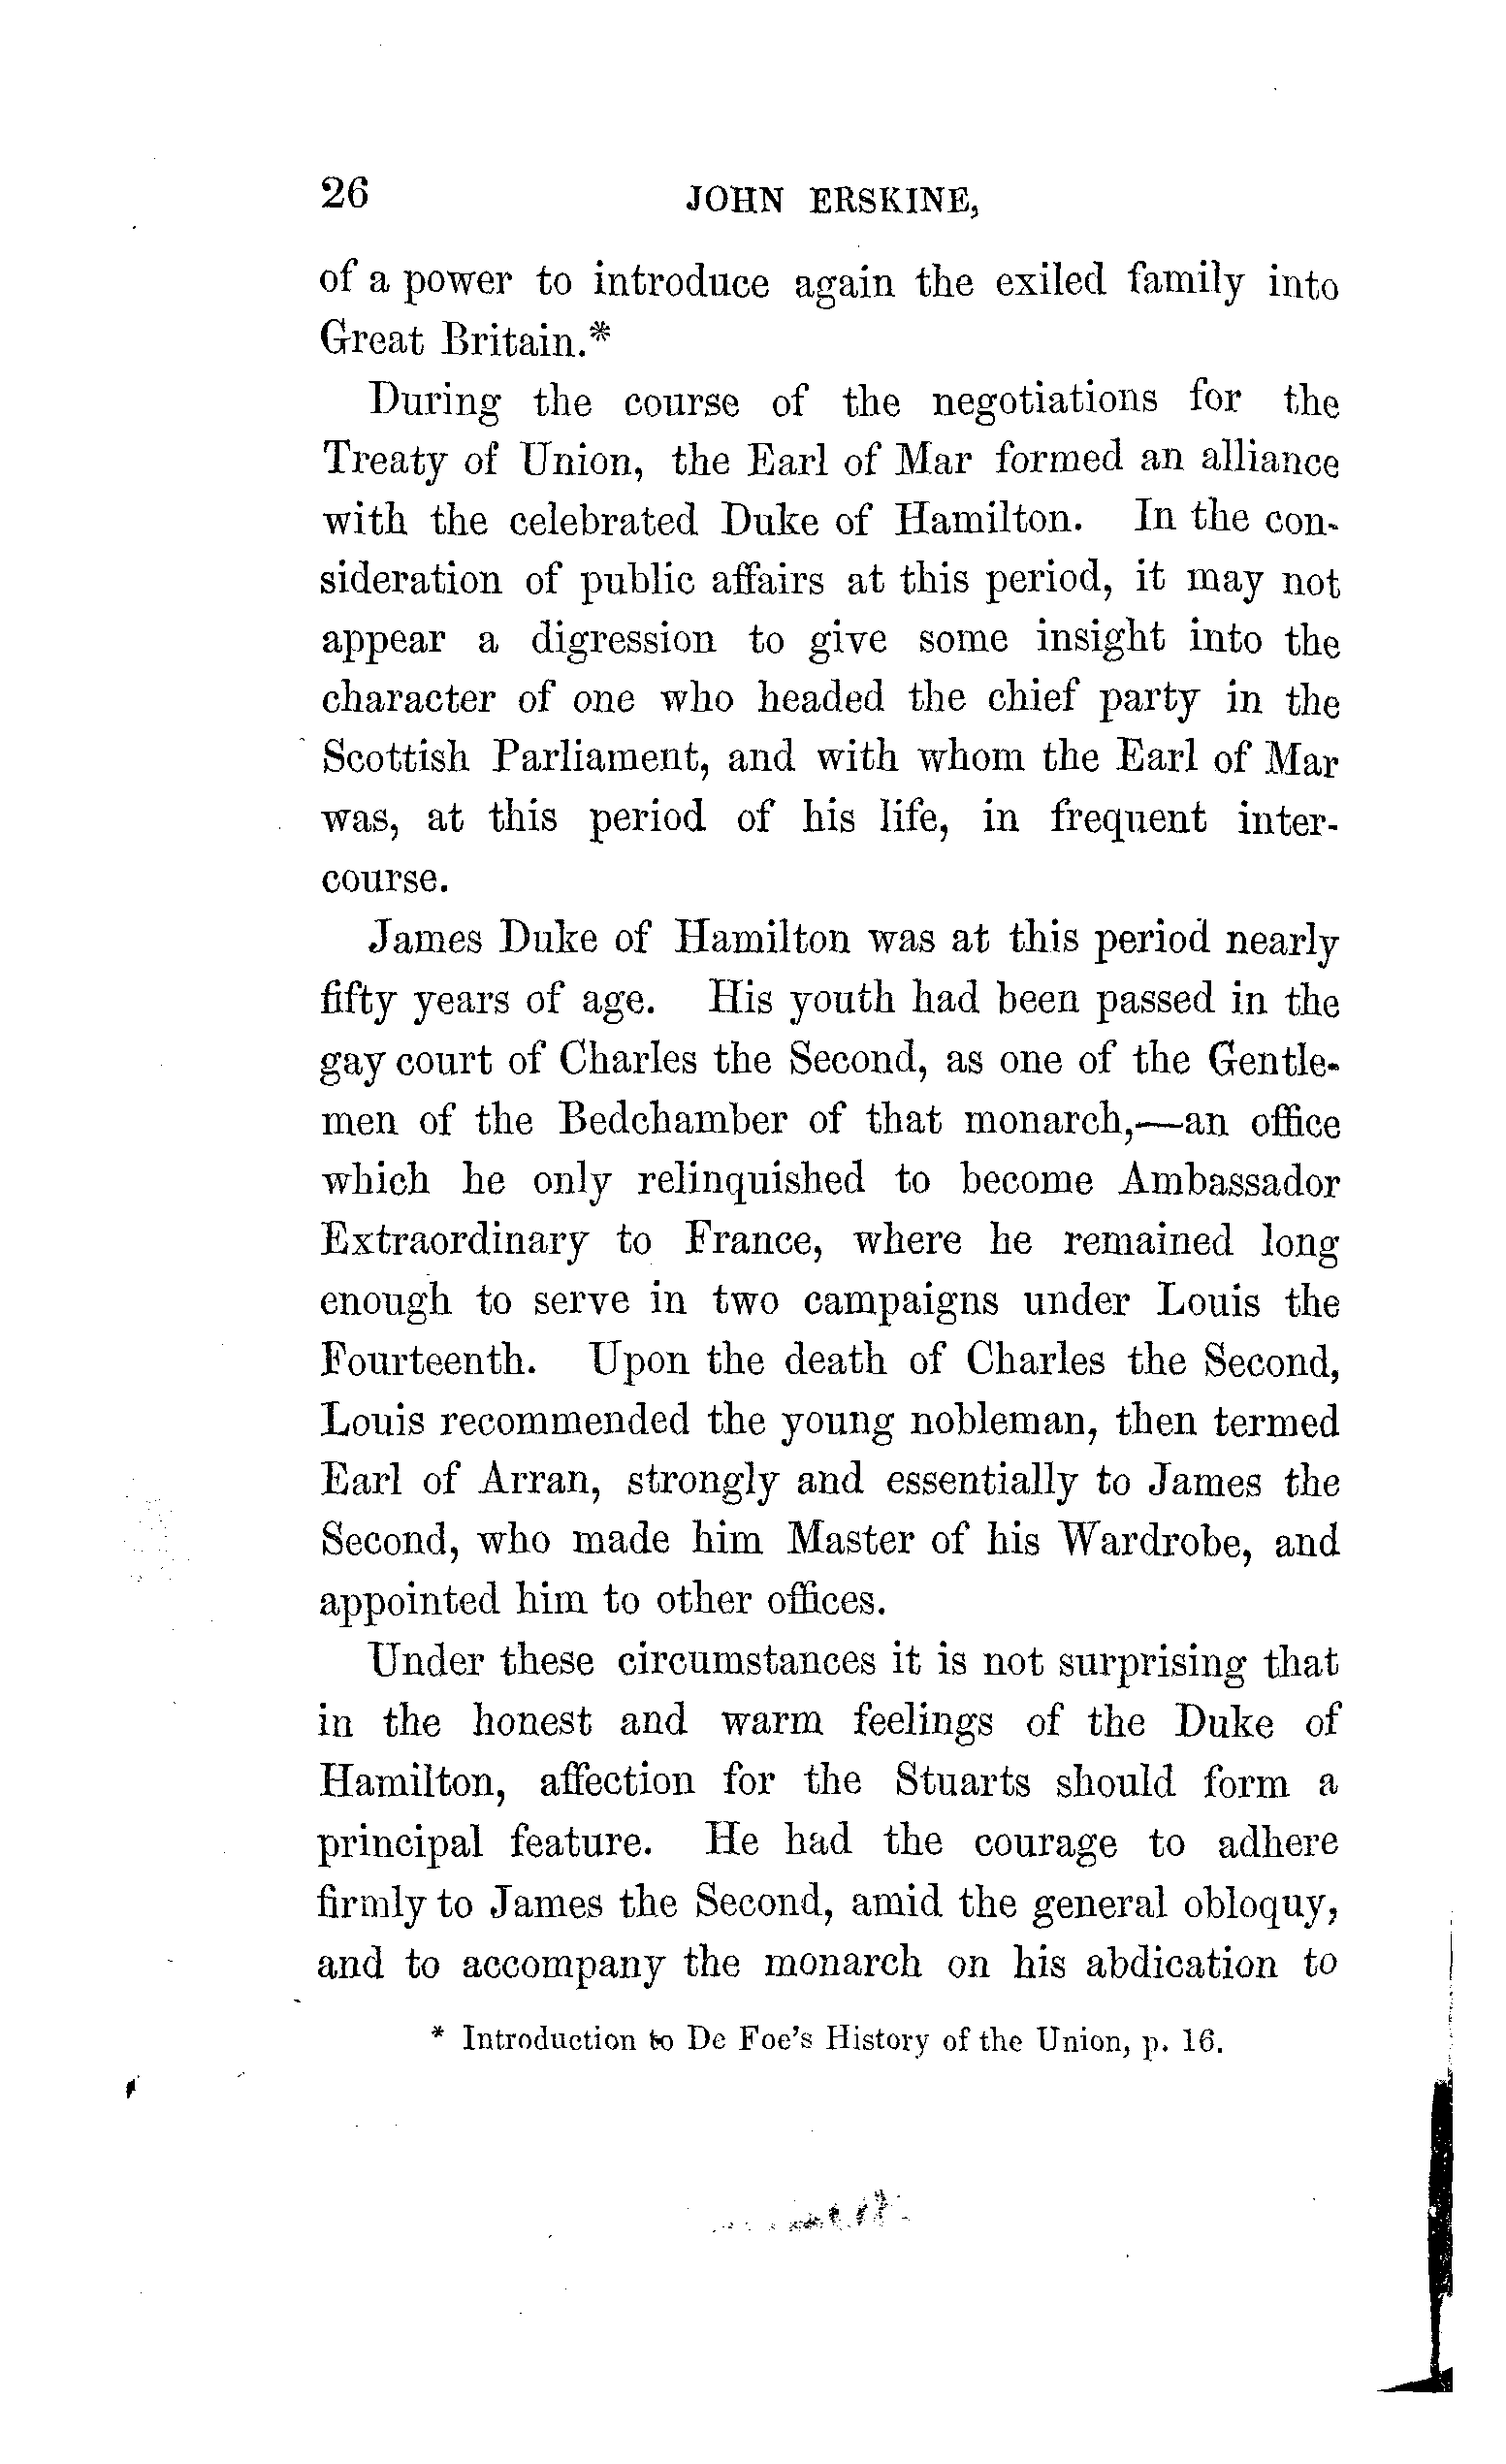 26 JOHN ERSKINE,
of a power to introduce again the exiled family into
Great Britain.*
During the course of the negotiations for the
Treaty of Union, the Earl of Mar formed an alliance
with the celebrated Duke of Hamilton. In the con-
sideration of public affairs at this period, it may not
appear a digression to give some insight into the
character of one who headed the chief party in the
Scottish Parliament, and with whom the Earl of Mar
was, at this period of his life, in frequent inter-
course.
James Duke of Hamilton was at this period nearly
fifty years of age. His youth had been passed in the
gay court of Charles the Second, as one of the Gentle-
men of the Bedchamber of that monarch,—an office
which he only relinquished to become Ambassador
Extraordinary to France, where he remained long
enough to serve in two campaigns under Louis the
Fourteenth. Upon the death of Charles the Second,
Louis recommended the young nobleman, then termed
Earl of Arran, strongly and essentially to James the
Second, who made him Master of his Wardrobe, and
appointed him to other offices.
Under these circumstances it is not surprising that
in the honest and warm feelings of the Duke of
Hamilton, affection for the Stuarts should form a
principal feature. He had the courage to adhere
firmly to James the Second, amid the general obloquy,
and to accompany the monarch on his abdication to
* Introduction to De Foe's History of the Union, p. 16.